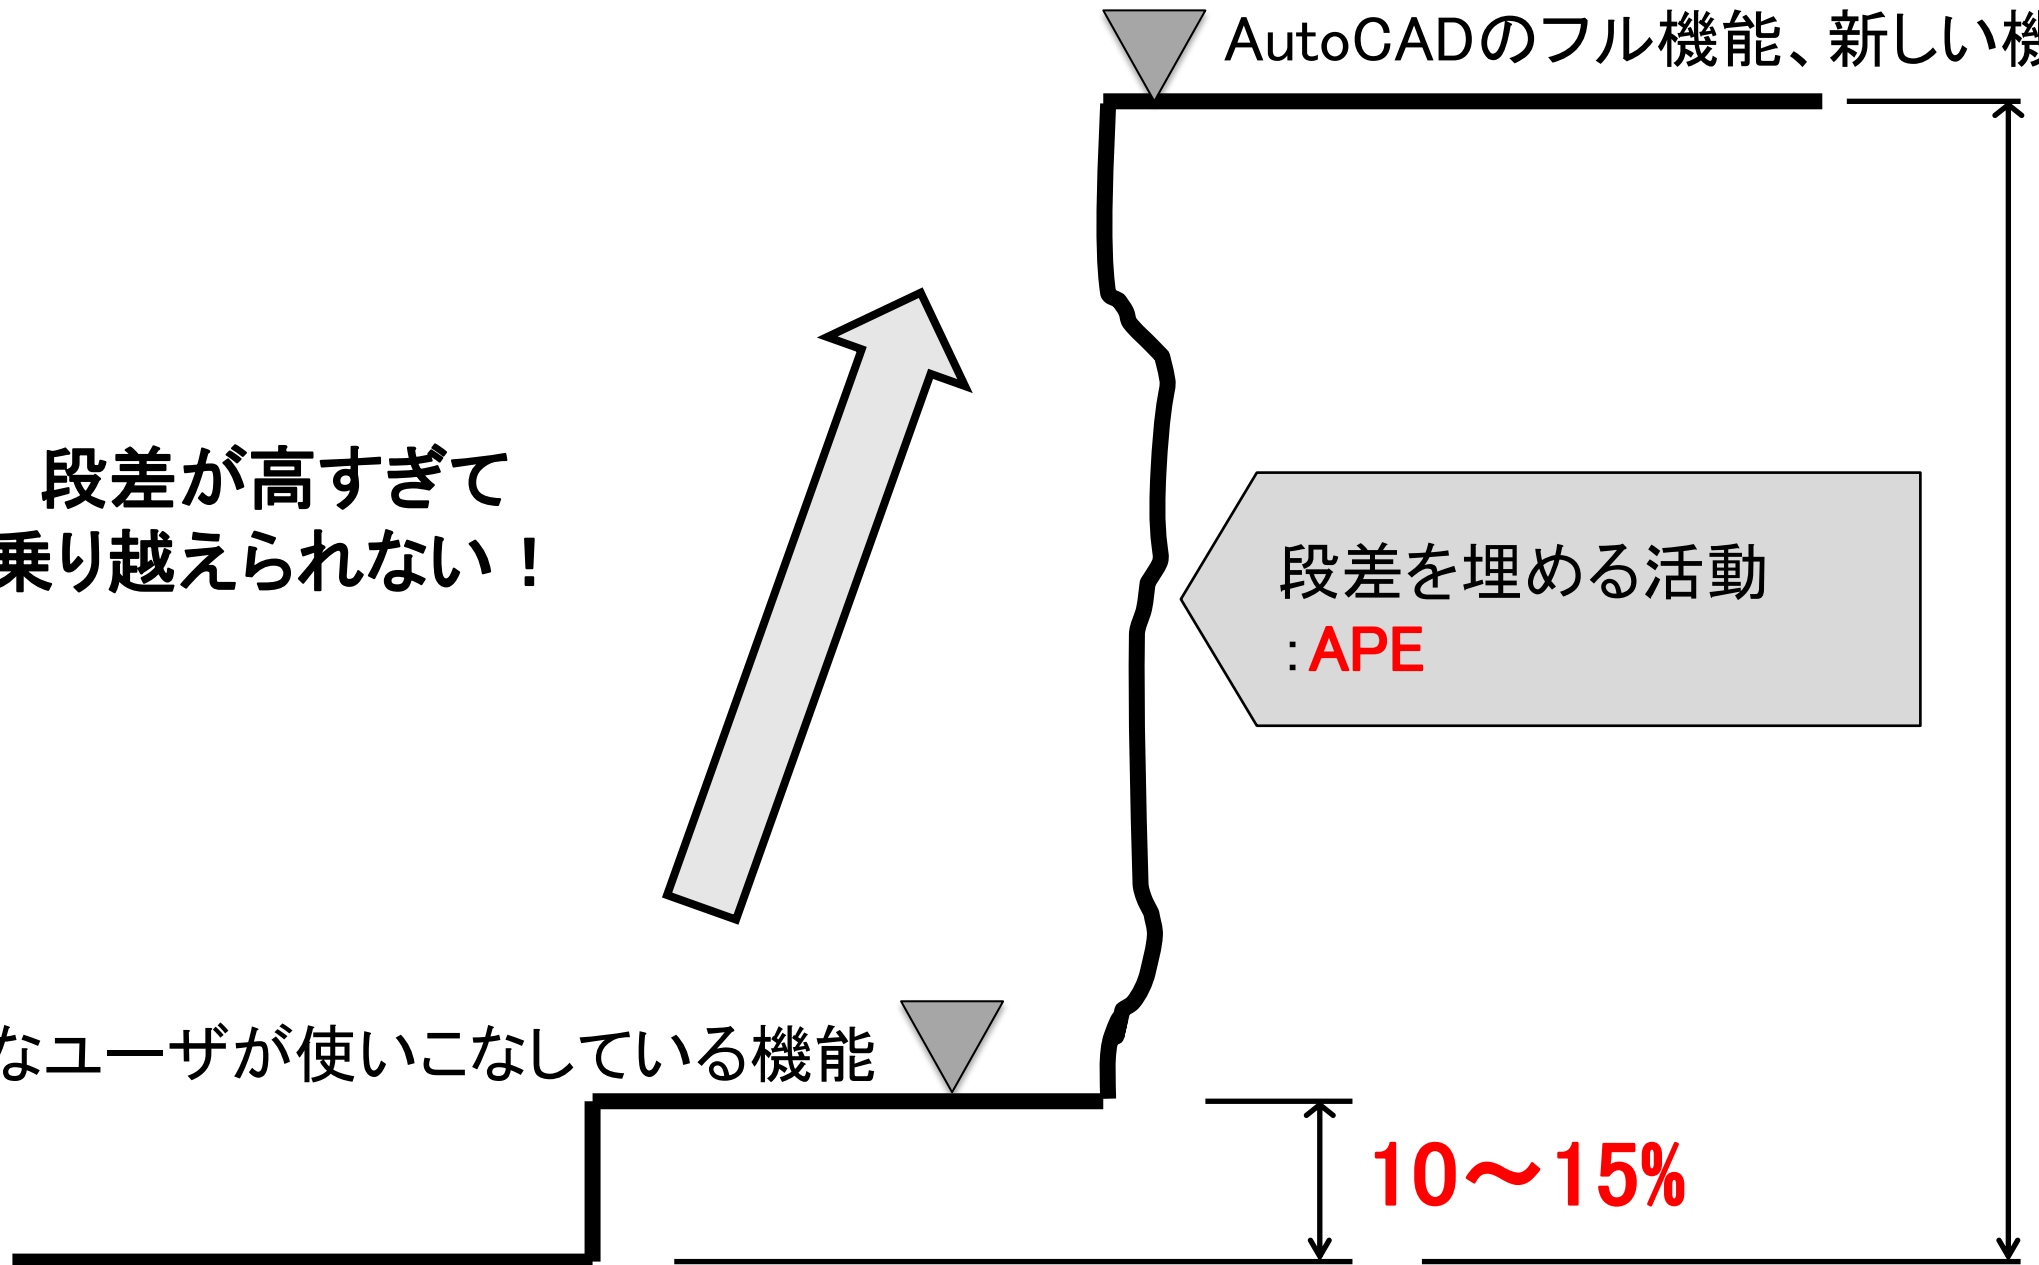 AutoCADのフル機能、新しい機
段差が高すぎて
乗り越えられない！
段差を埋める活動
：APE
なユーザが使いこなしている機能
10～15%